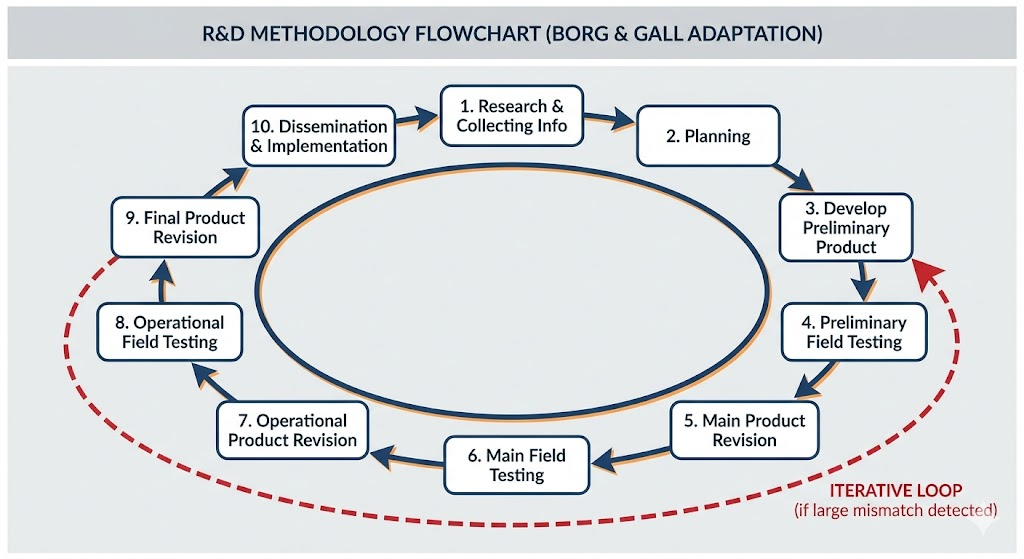 R&D METHODOLOGY FLOWCHART (BORG & GALL ADAPTATION)
1. Research &
Collecting Info
2. Planning
3. Develop
Preliminary
Product
4. Preliminary
Field Testing
5. Main Product
Revision
6. Main Field
Testing
7. Operational
Product Revision
8. Operational
Field Testing
9. Final Product
Revision
10. Dissemination
& Implementation
ITERATIVE LOOP
(if large mismatch detected)